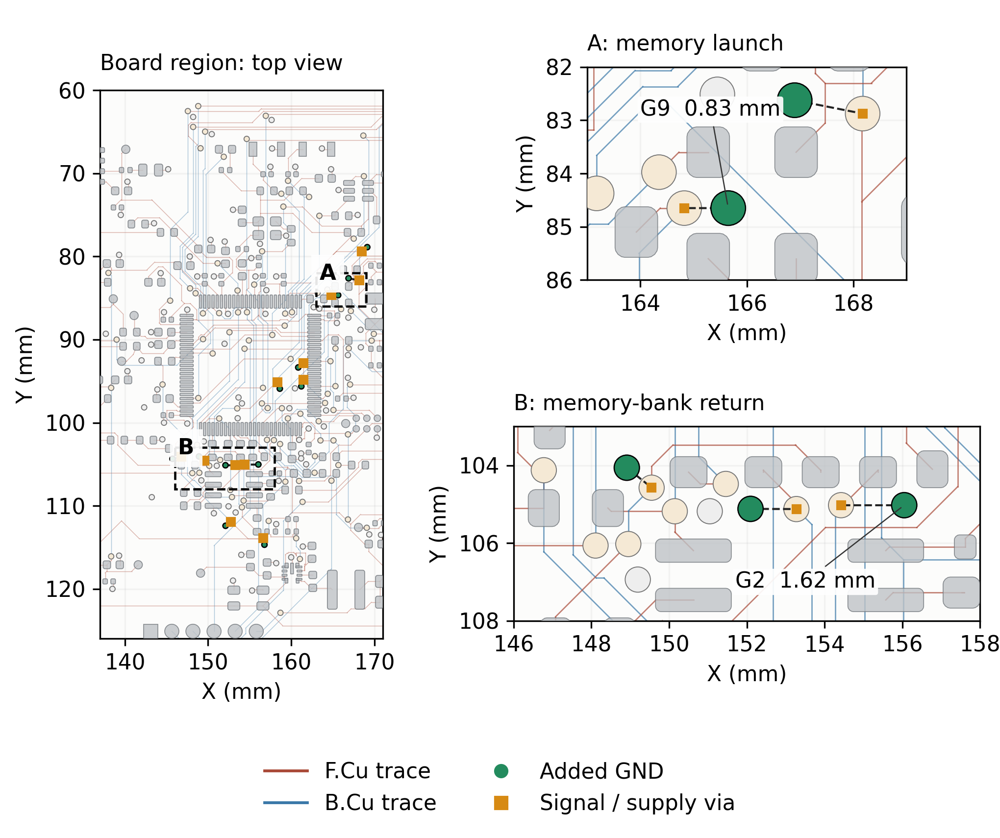 Board region: top view
60
70
80
90
100
110
120
Y (mm)
140
150
160
170
X (mm)
A
B
A: memory launch
82
83
84
85
86
Y (mm)
G9 0.83 mm
164
166
168
X (mm)
B: memory-bank return
104
106
108
Y (mm)
G2 1.62 mm
146
148
150
152
154
156
158
X (mm)
F.Cu trace
B.Cu trace
Added GND
Signal / supply via